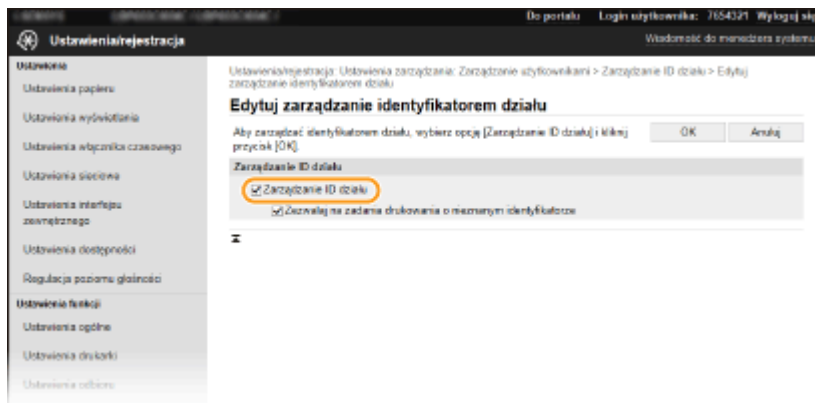 Do portalu Login użytkownika: 7654321 Wyloguj się
Ustawienia/rejestracja
Wiadomość do menedżera systemu
Ustawienia
Ustawienia papieru
Ustawienia wyświetlania
Ustawienia włącznika czasowego
Ustawienia sieciowe
Ustawienia interfejsu
zewnętrznego
Ustawienia dostępności
Regulacja poziomu głośności
Ustawienia funkcji
Ustawienia ogólne
Ustawienia drukarki
Ustawienia odbioru
Ustawienia/rejestracja: Ustawienia zarządzania: Zarządzanie użytkownikami > Zarządzanie ID działu > Edytuj
zarządzanie identyfikatorem działu
Edytuj zarządzanie identyfikatorem działu
Aby zarządzać identyfikatorem działu, wybierz opcję [Zarządzanie ID działu] i kliknij
przycisk [OK].
OK Anuluj
Zarządzanie ID działu
Zarządzanie ID działu
Zezwalaj na zadania drukowania o nieznanym identyfikatorze